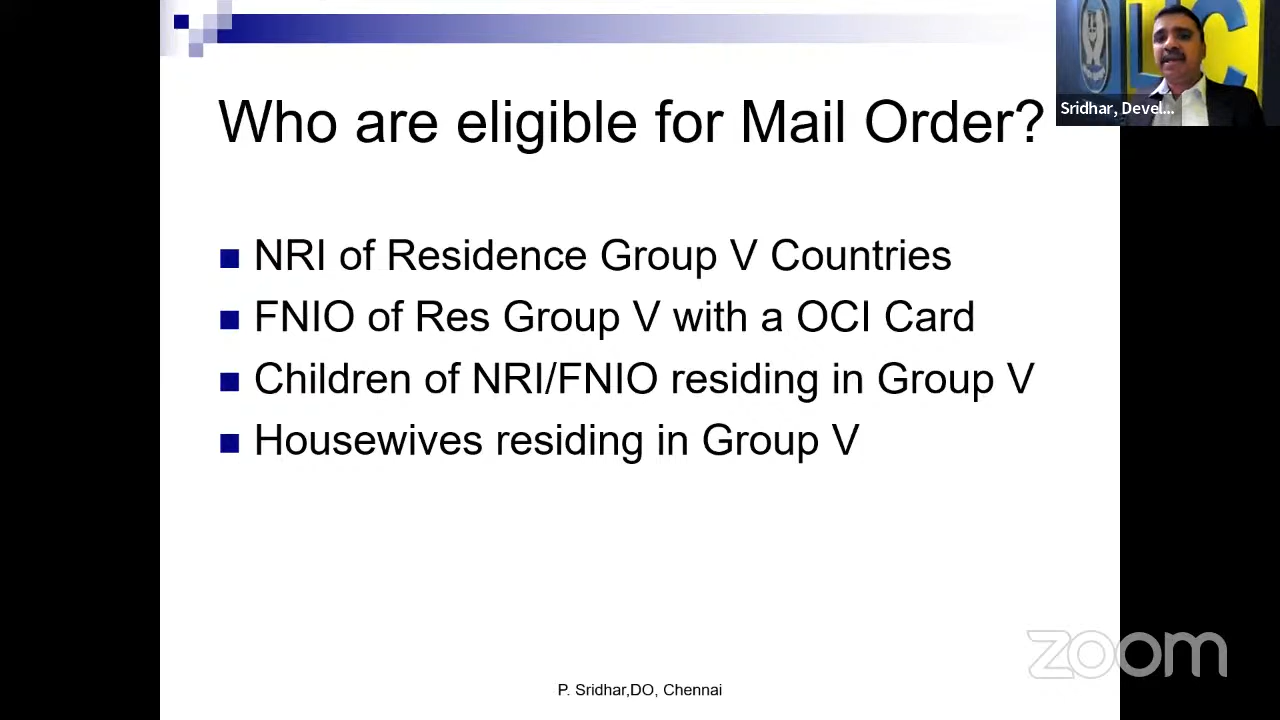 Who are eligible for Mail Order?
NRI of Residence Group V Countries
FNIO of Res Group V with a OCI Card
Children of NRI/FNIO residing in Group V
Housewives residing in Group V
P. Sridhar,DO, Chennai
LIC
Sridhar, Devel...
zoom